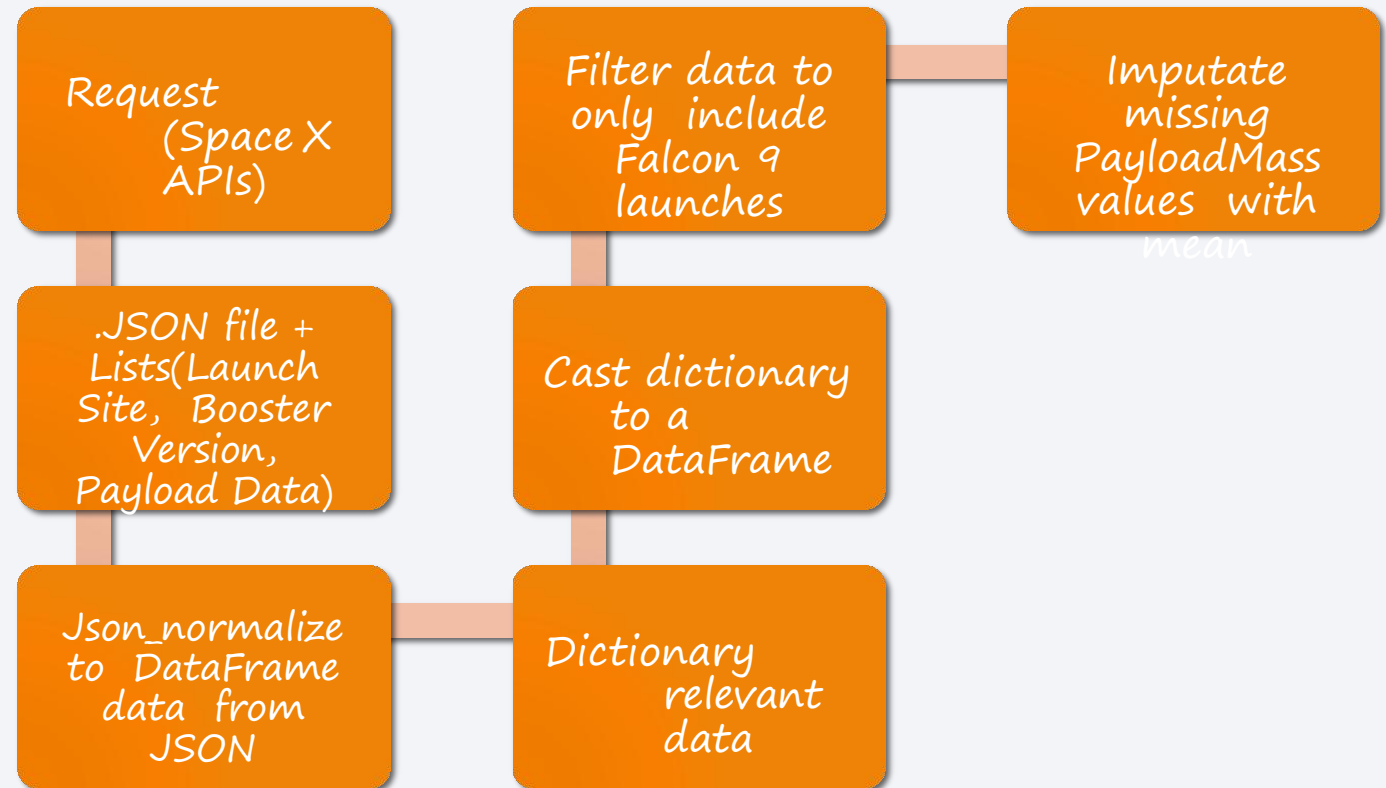 Request
(Space X
APIs)
.JSON file +
Lists(Launch
Site, Booster
Version,
Payload Data)
Json_normalize
to DataFrame
data from
JSON
Dictionary
relevant
data
Cast dictionary
to a
DataFrame
Filter data to
only include
Falcon 9
launches
Imputate
missing
PayloadMass
values with
mean